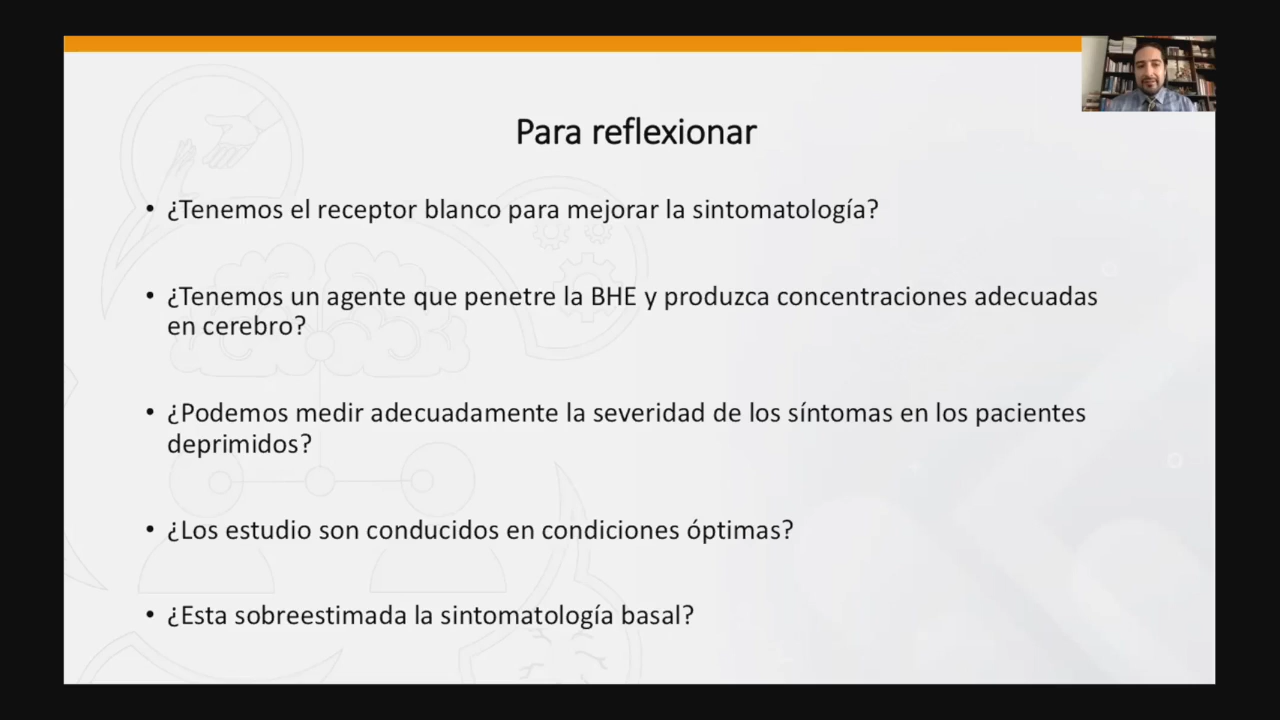 Para reflexionar
• ¿Tenemos el receptor blanco para mejorar la sintomatología?
• ¿Tenemos un agente que penetre la BHE y produzca concentraciones adecuadas
en cerebro?
• ¿Podemos medir adecuadamente la severidad de los síntomas en los pacientes
deprimidos?
• ¿Los estudio son conducidos en condiciones óptimas?
• ¿Esta sobreestimada la sintomatología basal?